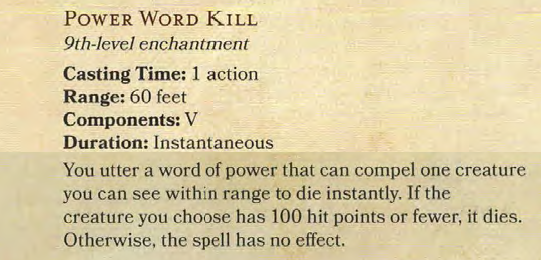 POWER WORD KILL
9th-level enchantment
Casting Time: 1 action
Range: 60 feet
Components: V
Duration: Instantaneous
You utter a word of power that can compel one creature
you can see within range to die instantly. If the
creature you choose has 100 hit points or fewer, it dies.
Otherwise, the spell has no effect.